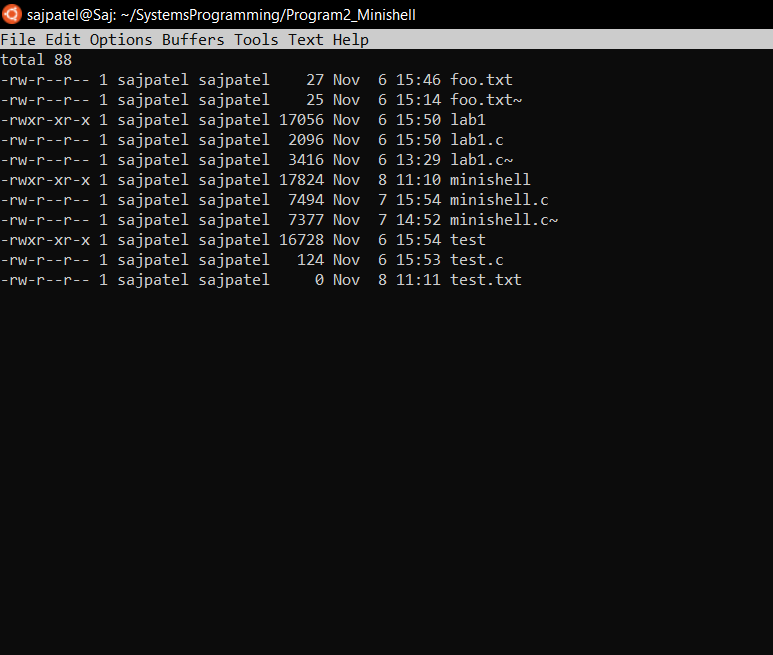 sajpatel@Saj: ~/SystemsProgramming/Program2_Minishell
File Edit Options Buffers Tools Text Help
total 88
-rw-r--r-- 1 sajpatel sajpatel    27 Nov  6 15:46 foo.txt
-rw-r--r-- 1 sajpatel sajpatel    25 Nov  6 15:14 foo.txt~
-rwxr-xr-x 1 sajpatel sajpatel 17056 Nov  6 15:50 lab1
-rw-r--r-- 1 sajpatel sajpatel  2096 Nov  6 15:50 lab1.c
-rw-r--r-- 1 sajpatel sajpatel  3416 Nov  6 13:29 lab1.c~
-rwxr-xr-x 1 sajpatel sajpatel 17824 Nov  8 11:10 minishell
-rw-r--r-- 1 sajpatel sajpatel  7494 Nov  7 15:54 minishell.c
-rw-r--r-- 1 sajpatel sajpatel  7377 Nov  7 14:52 minishell.c~
-rwxr-xr-x 1 sajpatel sajpatel 16728 Nov  6 15:54 test
-rw-r--r-- 1 sajpatel sajpatel   124 Nov  6 15:53 test.c
-rw-r--r-- 1 sajpatel sajpatel     0 Nov  8 11:11 test.txt